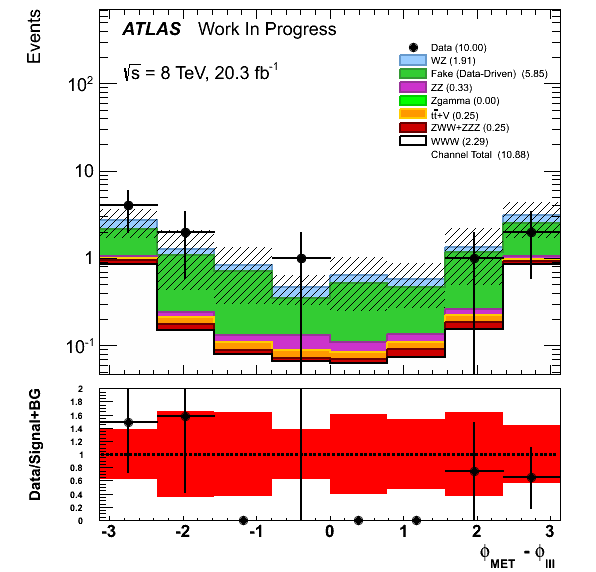 Events
ATLAS Work In Progress
√s = 8 TeV, 20.3 fb⁻¹
Data (10.00)
WZ (1.91)
Fake (Data-Driven) (5.85)
ZZ (0.33)
Zgamma (0.00)
tt̄+V (0.25)
ZWW+ZZZ (0.25)
WWW (2.29)
Channel Total (10.88)
10²
10
1
10⁻¹
Data/Signal+BG
2
1.8
1.6
1.4
1.2
1
0.8
0.6
0.4
0.2
0
-3 -2 -1 0 1 2 3
ϕMET - ϕlll